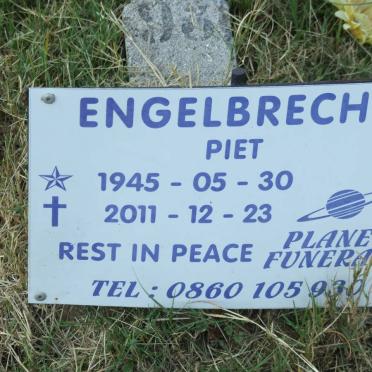 ENGELBRECH
PIET
1945 - 05 - 30
2011 - 12 - 23
REST IN PEACE
PLANE
FUNERA
TEL : 0860 105 930